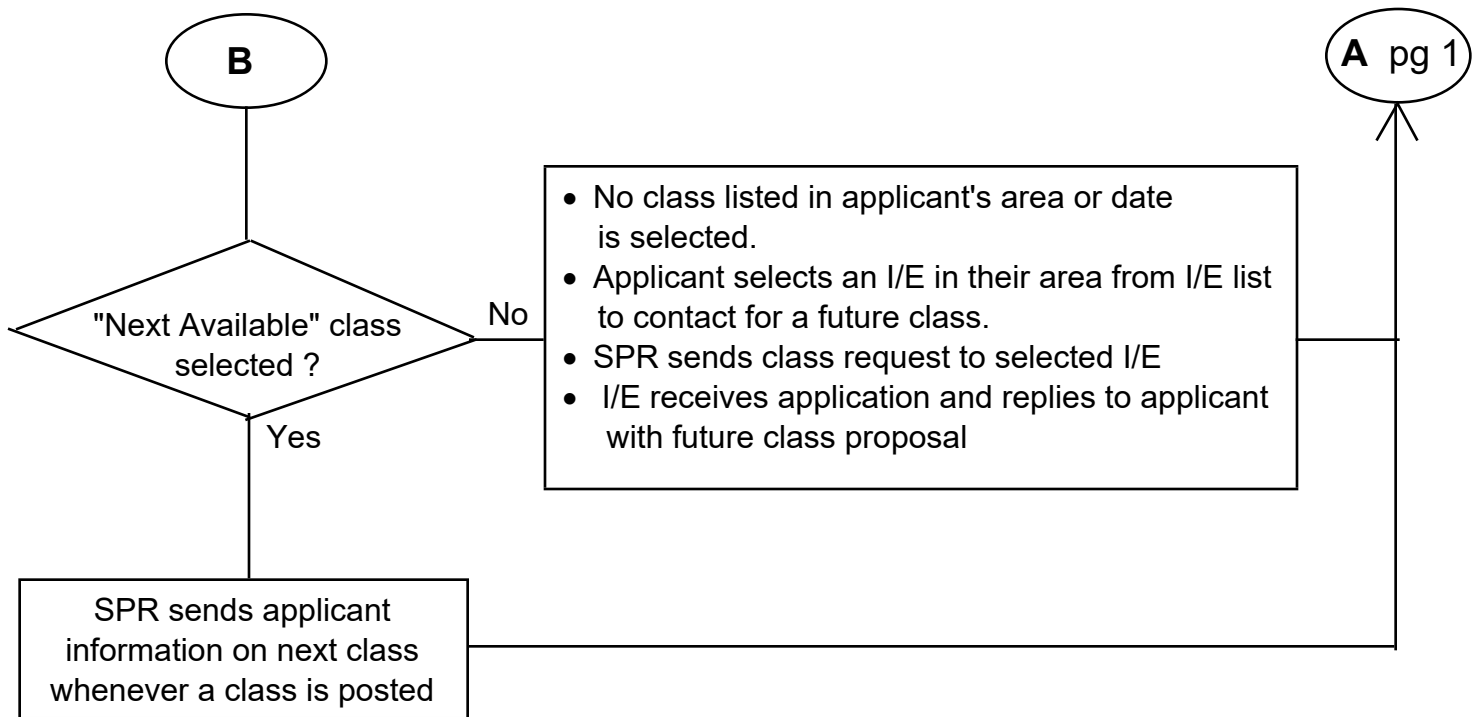 B
A pg 1
• No class listed in applicant's area or date
is selected.
• Applicant selects an I/E in their area from I/E list
to contact for a future class.
• SPR sends class request to selected I/E
• I/E receives application and replies to applicant
with future class proposal
"Next Available" class
selected ?
No
Yes
SPR sends applicant
information on next class
whenever a class is posted